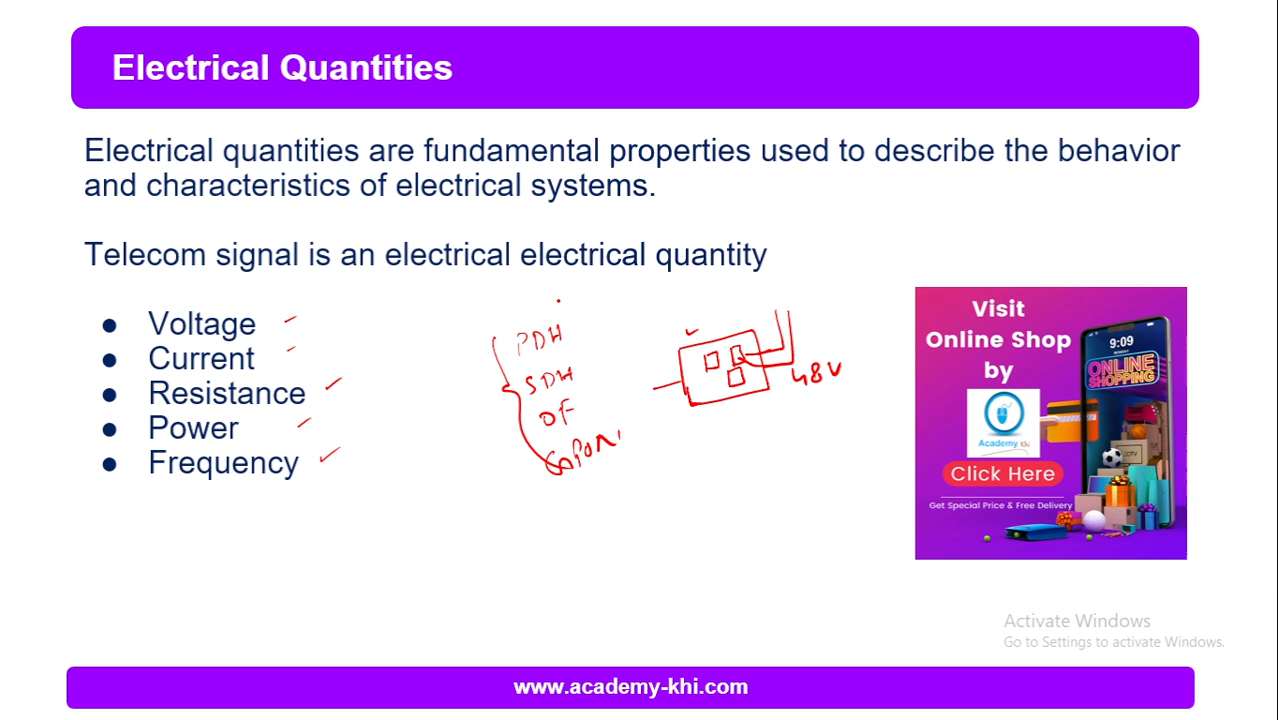 Electrical Quantities
Electrical quantities are fundamental properties used to describe the behavior
and characteristics of electrical systems.
Telecom signal is an electrical electrical quantity
● Voltage
● Current
● Resistance
● Power
● Frequency
PDH
SDH
OF
GPON
48V
Visit
Online Shop
by
Academy Khi
Click Here
Get Special Price & Free Delivery
9:09
ONLINE
SHOPPING
Activate Windows
Go to Settings to activate Windows.
www.academy-khi.com